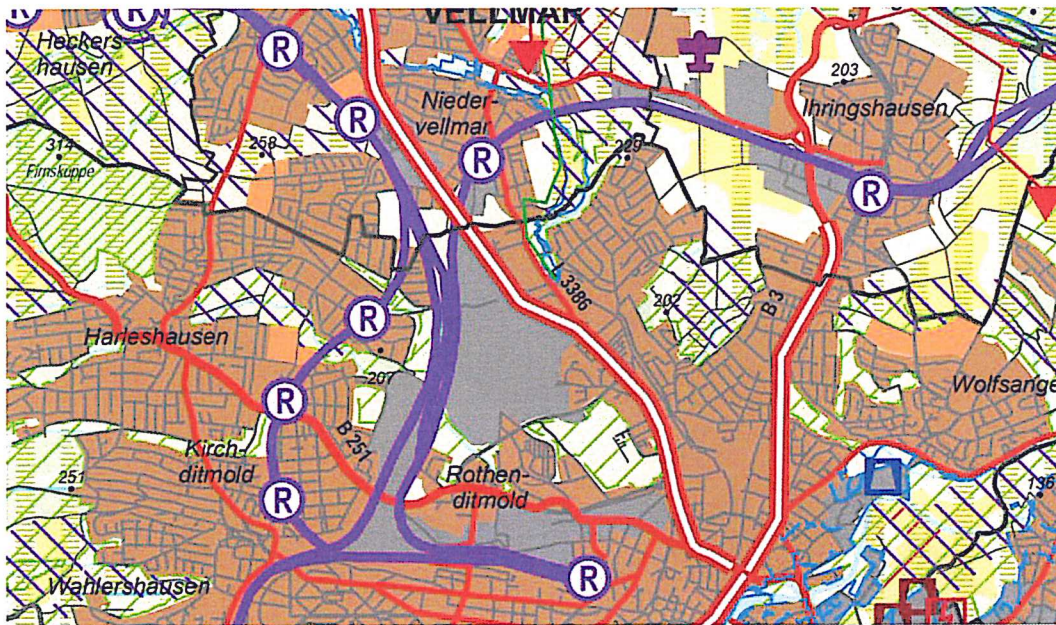 VELLMAR
R
R
Heckers-
hausen
R
203
Nieder-
vellmar
Ihringshausen
R
314
Firnskuppe
258
R
229
R
3386
202
B 3
R
Harleshausen
207
Wolfsange
R
B 251
Kirch-
ditmold
Rothen-
ditmold
251
R
136
R
Wahlershausen